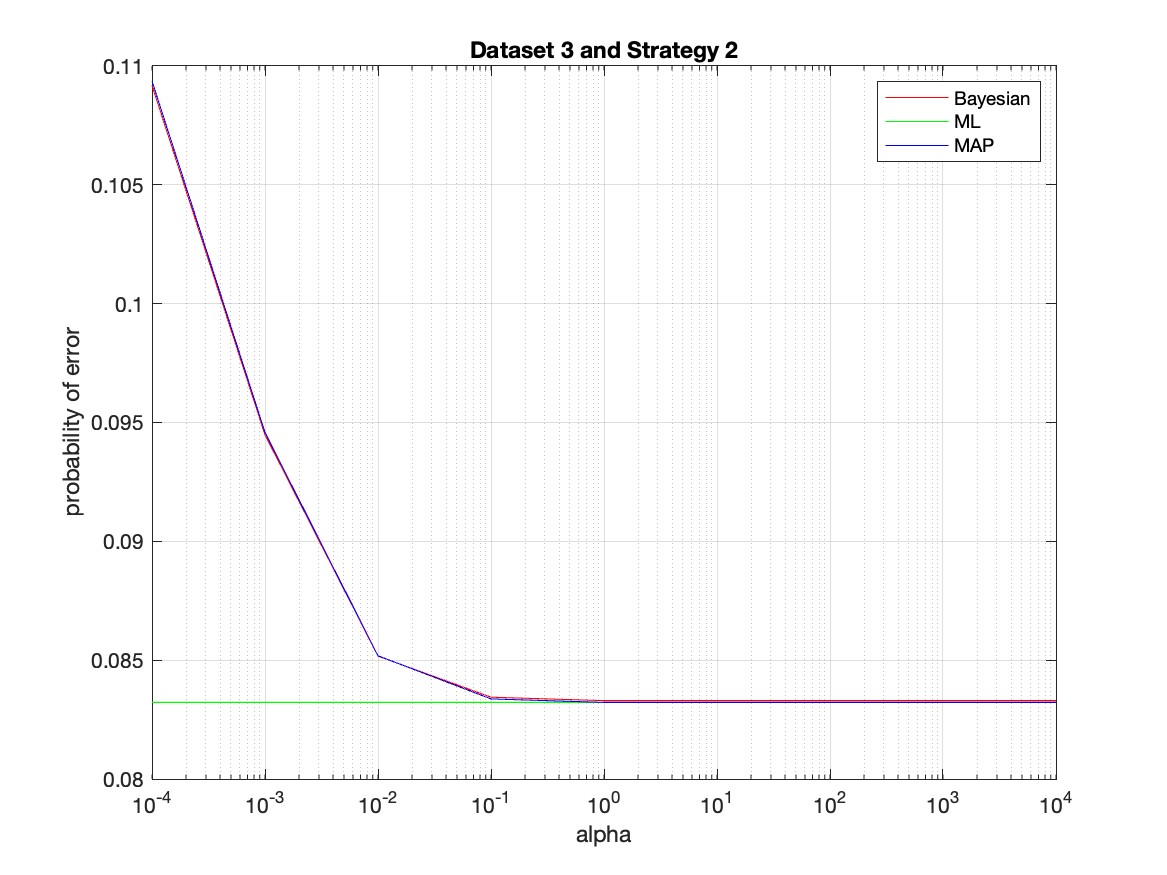 Dataset 3 and Strategy 2
Bayesian
ML
MAP
probability of error
0.11
0.105
0.1
0.095
0.09
0.085
0.08
10^-4 10^-3 10^-2 10^-1 10^0 10^1 10^2 10^3 10^4
alpha